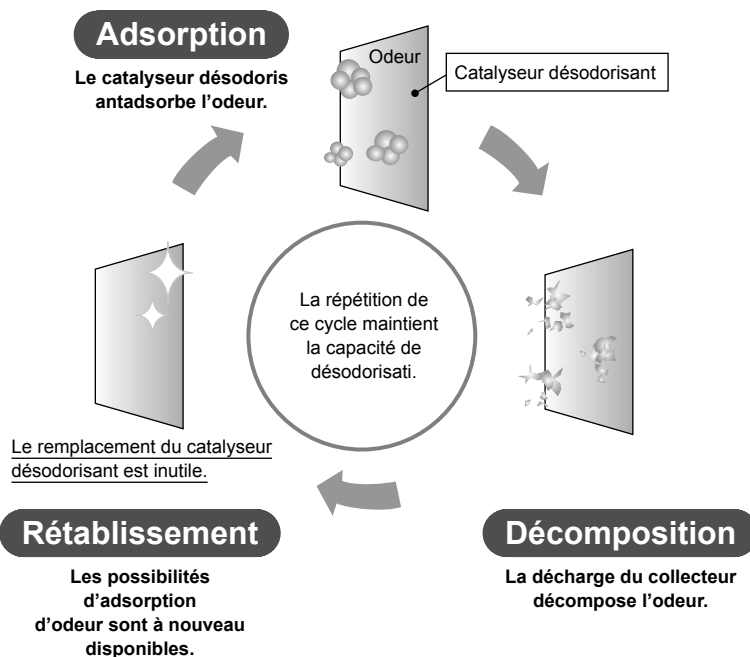 Adsorption
Le catalyseur désodoris
antadsorbe l’odeur.
Odeur
Catalyseur désodorisant
La répétition de
ce cycle maintient
la capacité de
désodorisati.
Le remplacement du catalyseur
désodorisant est inutile.
Rétablissement
Les possibilités
d’adsorption
d’odeur sont à nouveau
disponibles.
Décomposition
La décharge du collecteur
décompose l’odeur.